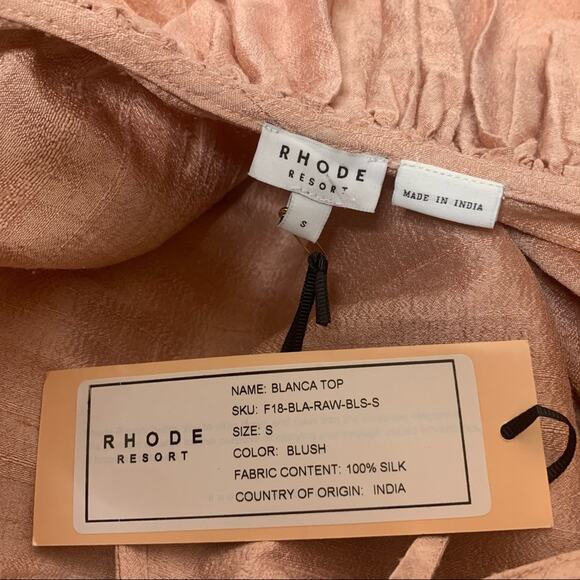 RHODE
RESORT
S
MADE IN INDIA
RHODE
RESORT
NAME: BLANCA TOP
SKU: F18-BLA-RAW-BLS-S
SIZE: S
COLOR: BLUSH
FABRIC CONTENT: 100% SILK
COUNTRY OF ORIGIN: INDIA